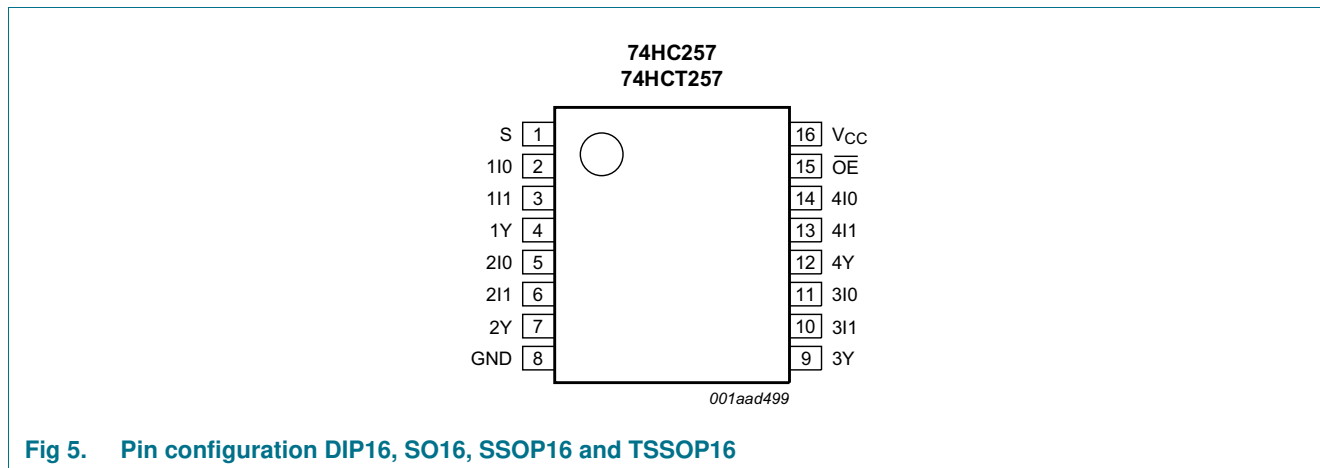 74HC257
74HCT257
S 1
1I0 2
1I1 3
1Y 4
2I0 5
2I1 6
2Y 7
GND 8
16 VCC
15 O̅E̅
14 4I0
13 4I1
12 4Y
11 3I0
10 3I1
9 3Y
001aad499
Fig 5. Pin configuration DIP16, SO16, SSOP16 and TSSOP16